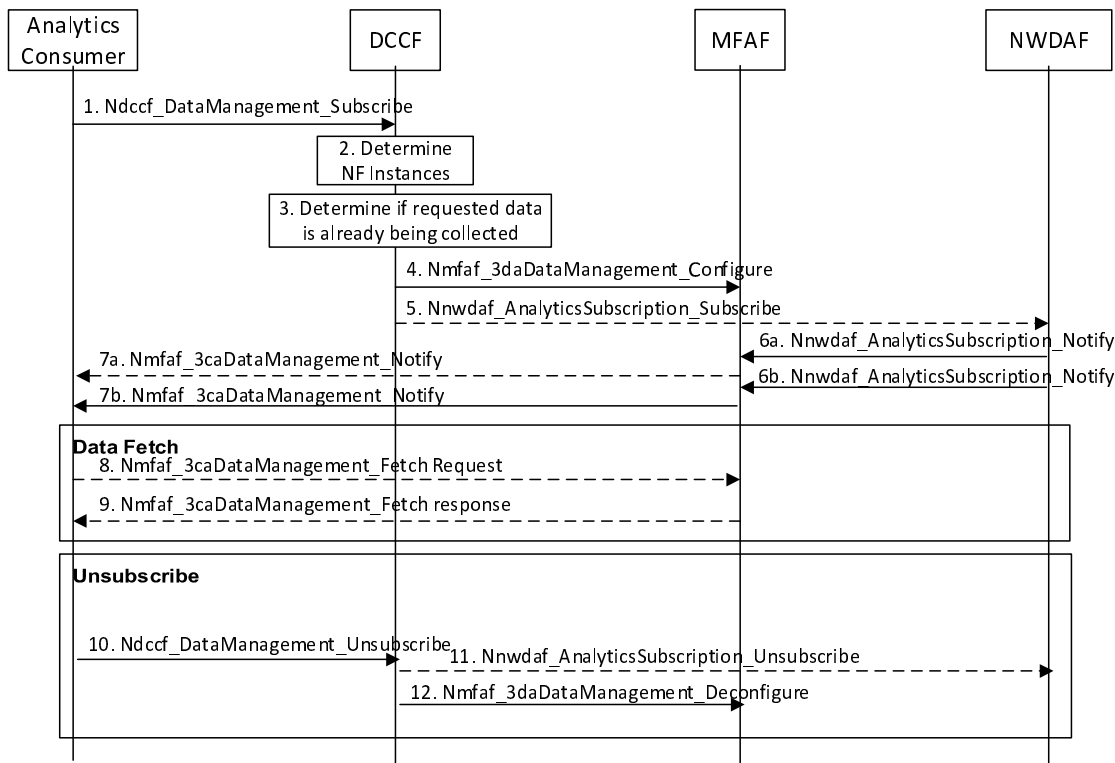 Analytics
Consumer
DCCF
MFAF
NWDAF
1. Ndccf_DataManagement_Subscribe
2. Determine
NF Instances
3. Determine if requested data
is already being collected
4. Nmfaf_3daDataManagement_Configure
5. Nnwdaf_AnalyticsSubscription_Subscribe
6a. Nnwdaf_AnalyticsSubscription_Notify
7a. Nmfaf_3caDataManagement_Notify
6b. Nnwdaf_AnalyticsSubscription_Notify
7b. Nmfaf_3caDataManagement_Notify
Data Fetch
8. Nmfaf_3caDataManagement_Fetch Request
9. Nmfaf_3caDataManagement_Fetch response
Unsubscribe
10. Ndccf_DataManagement_Unsubscribe
11. Nnwdaf_AnalyticsSubscription_Unsubscribe
12. Nmfaf_3daDataManagement_Deconfigure